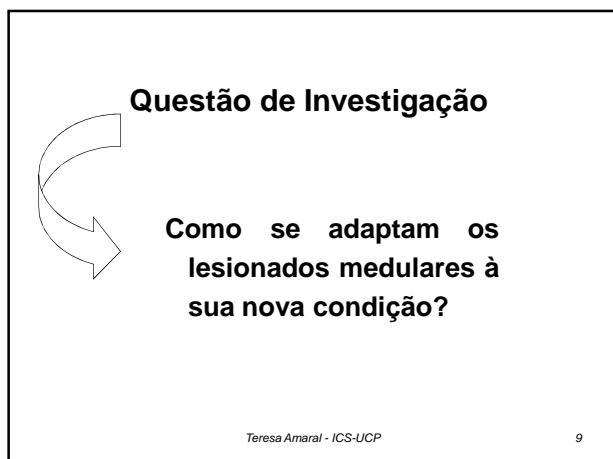 Questão de Investigação
Como se adaptam os
lesionados medulares à
sua nova condição?
Teresa Amaral - ICS-UCP 9